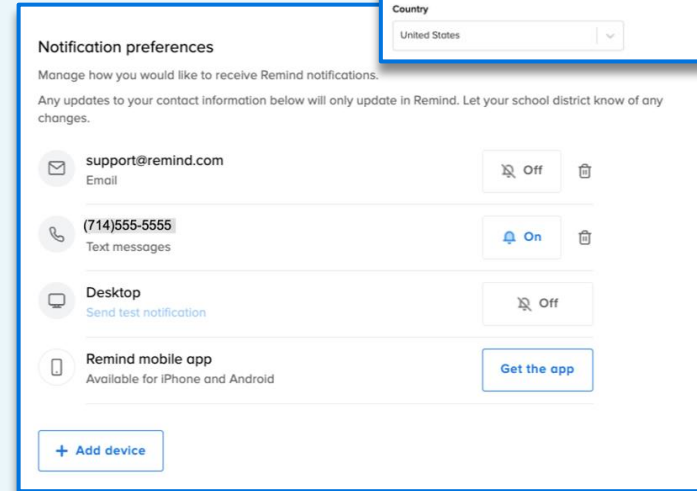 Country
United States
Notification preferences
Manage how you would like to receive Remind notifications.
Any updates to your contact information below will only update in Remind. Let your school district know of any
changes.
support@remind.com
Email
Off
(714)555-5555
Text messages
On
Desktop
Send test notification
Off
Remind mobile app
Available for iPhone and Android
Get the app
+ Add device